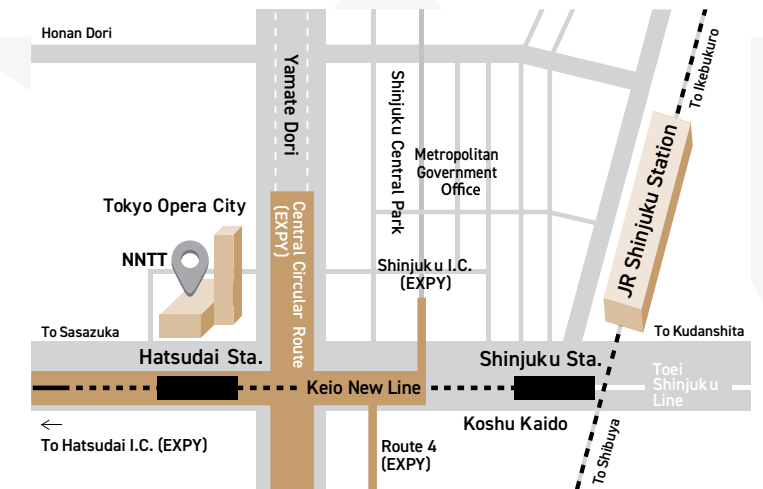 Honan Dori
Yamate Dori
Shinjuku Central Park
To Ikebukuro
JR Shinjuku Station
Metropolitan
Government
Office
Tokyo Opera City
Central Circular Route
(EXPY)
NNTT
Shinjuku I.C.
(EXPY)
To Sasazuka
To Kudanshita
Hatsudai Sta.
Shinjuku Sta.
Keio New Line
Toei
Shinjuku
Line
Koshu Kaido
To Hatsudai I.C. (EXPY)
Route 4
(EXPY)
To Shibuya